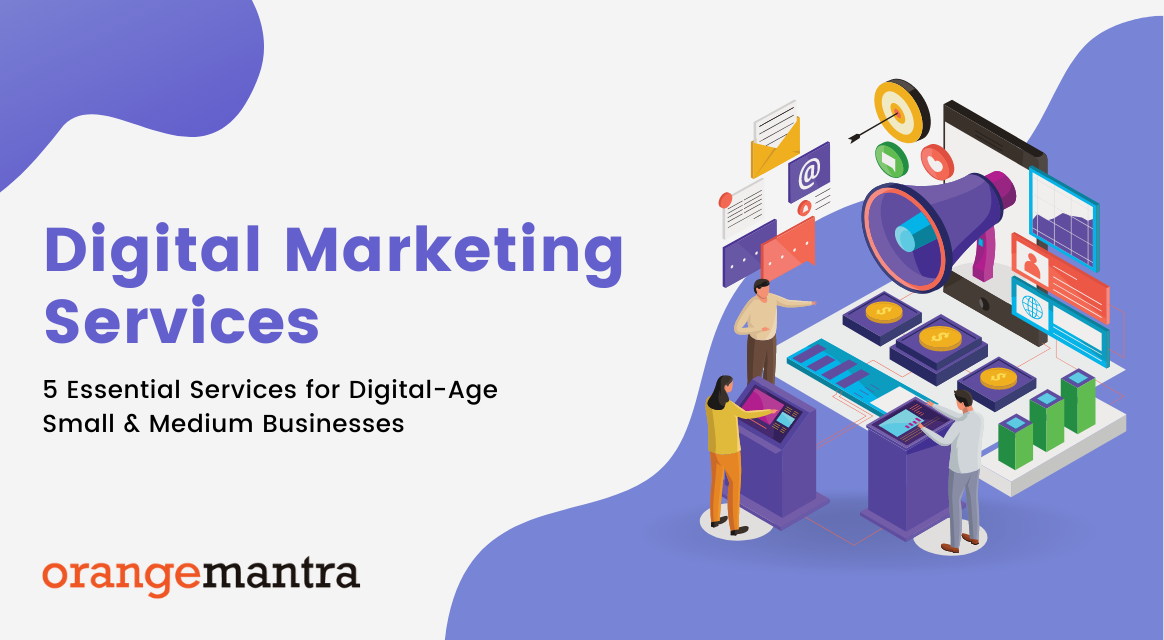 Digital Marketing
Services
5 Essential Services for Digital-Age
Small & Medium Businesses
orangemantra
@
$
$
$